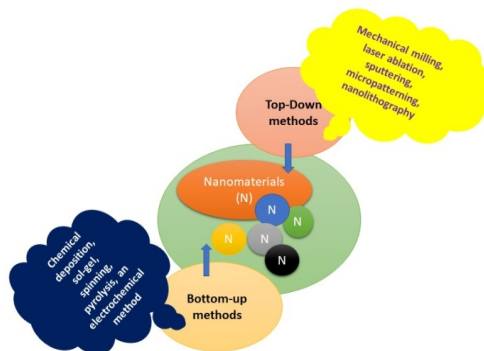 Mechanical milling,
laser ablation,
sputtering,
micropatterning,
nanolithography
Top-Down
methods
Nanomaterials
(N)
N
N
N
N
N
Chemical
deposition,
sol-gel,
spinning,
pyrolysis, an
electrochemical
method
Bottom-up
methods